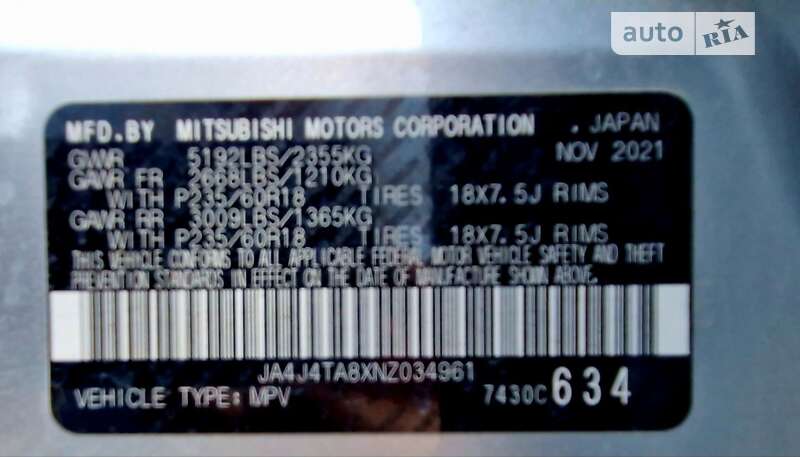 auto RIA
MFD.BY MITSUBISHI MOTORS CORPORATION . JAPAN
GVWR 5192LBS/2355KG NOV 2021
GAWR FR 2668LBS/1210KG
WITH P235/60R18 TIRES 18X7.5J RIMS
GAWR RR 3009LBS/1365KG
WITH P235/60R18 TIRES 18X7.5J RIMS
THIS VEHICLE CONFORMS TO ALL APPLICABLE FEDERAL MOTOR VEHICLE SAFETY AND THEFT
PREVENTION STANDARDS IN EFFECT ON THE DATE OF MANUFACTURE SHOWN ABOVE.
JA4J4TA8XNZ034961
VEHICLE TYPE: MPV 7430C 634